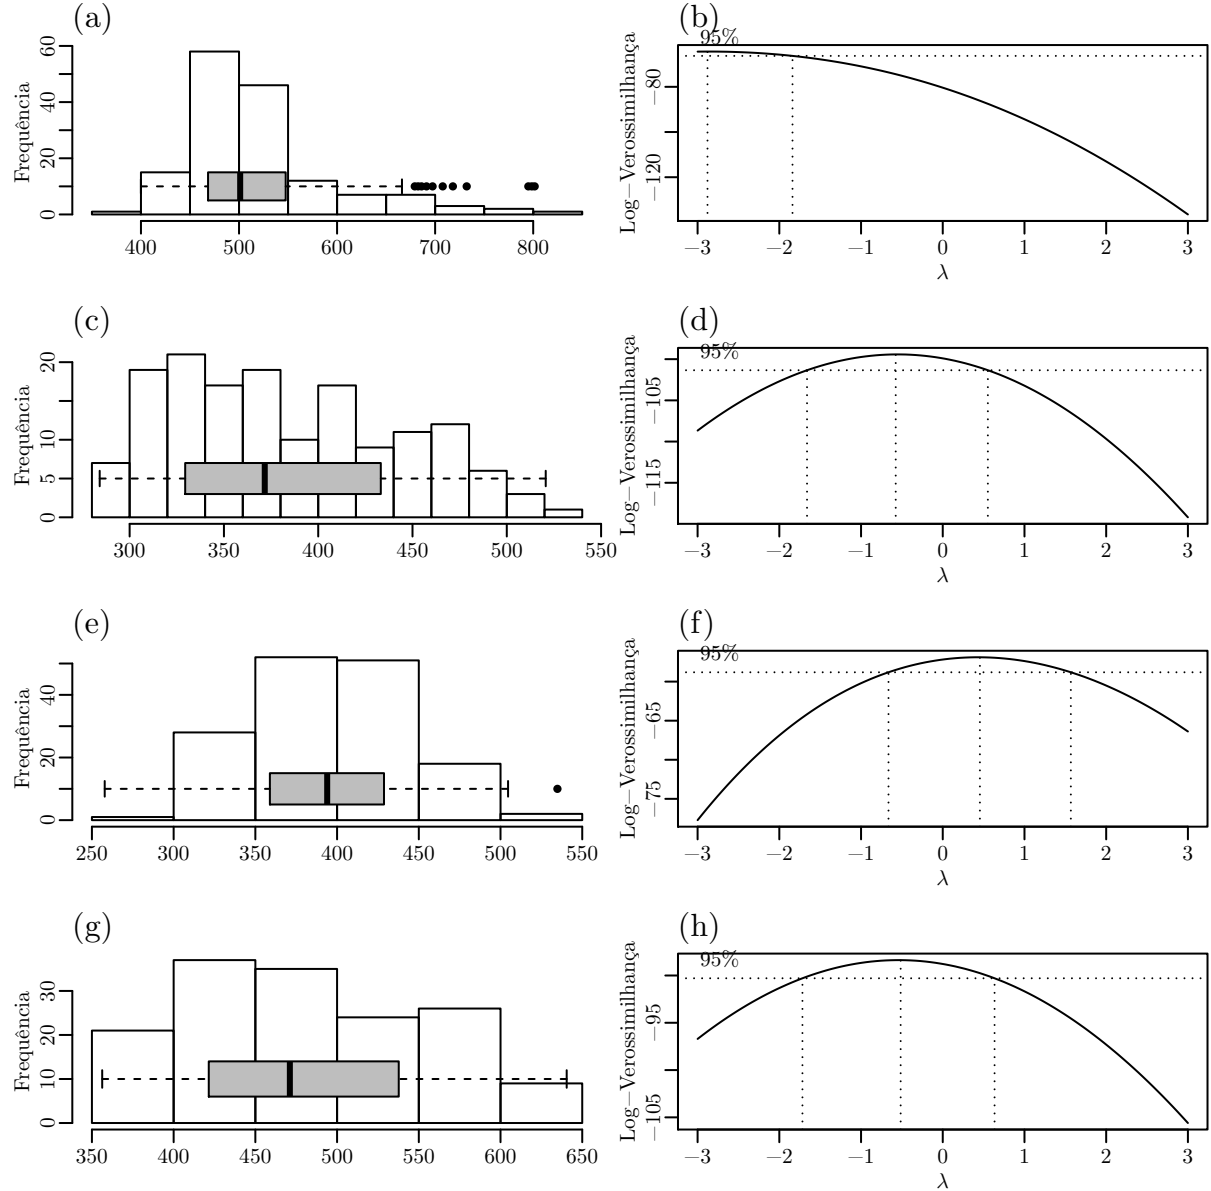 (a)
Frequência
0 20 40 60
400 500 600 700 800
(b)
95%
Log−Verossimilhança
−120 −80
−3 −2 −1 0 1 2 3
λ
(c)
Frequência
0 5 10 20
300 350 400 450 500 550
(d)
95%
Log−Verossimilhança
−115 −105
−3 −2 −1 0 1 2 3
λ
(e)
Frequência
0 20 40
250 300 350 400 450 500 550
(f)
95%
Log−Verossimilhança
−75 −65
−3 −2 −1 0 1 2 3
λ
(g)
Frequência
0 10 20 30
350 400 450 500 550 600 650
(h)
95%
Log−Verossimilhança
−105 −95
−3 −2 −1 0 1 2 3
λ